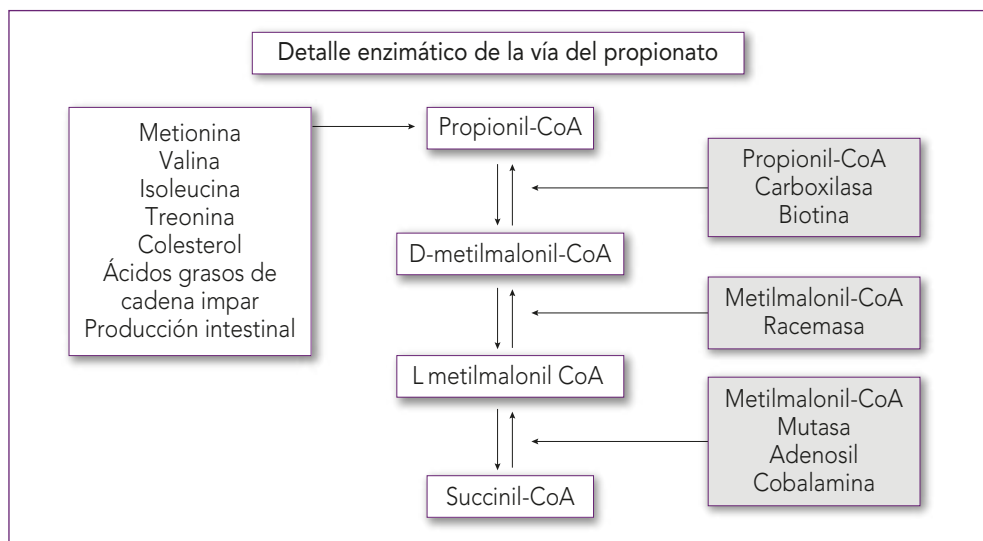 Detalle enzimático de la vía del propionato
Metionina
Valina
Isoleucina
Treonina
Colesterol
Ácidos grasos de
cadena impar
Producción intestinal
Propionil-CoA
Propionil-CoA
Carboxilasa
Biotina
D-metilmalonil-CoA
Metilmalonil-CoA
Racemasa
L metilmalonil CoA
Metilmalonil-CoA
Mutasa
Adenosil
Cobalamina
Succinil-CoA